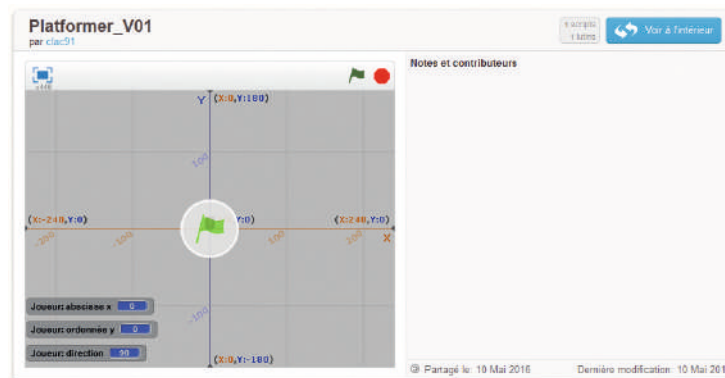 Platformer_V01
par clac91
Voir à l'intérieur
Notes et contributeurs
Y (X:0,Y:180)
100
(X:-240,Y:0)
Y:0)
(X:240,Y:0)
-200
-100
100
200
X
-100
Joueur: abscisse x 0
Joueur: ordonnée y 0
Joueur: direction 90
(X:0,Y:-180)
Partagé le: 10 Mai 2016
Dernière modification: 10 Mai